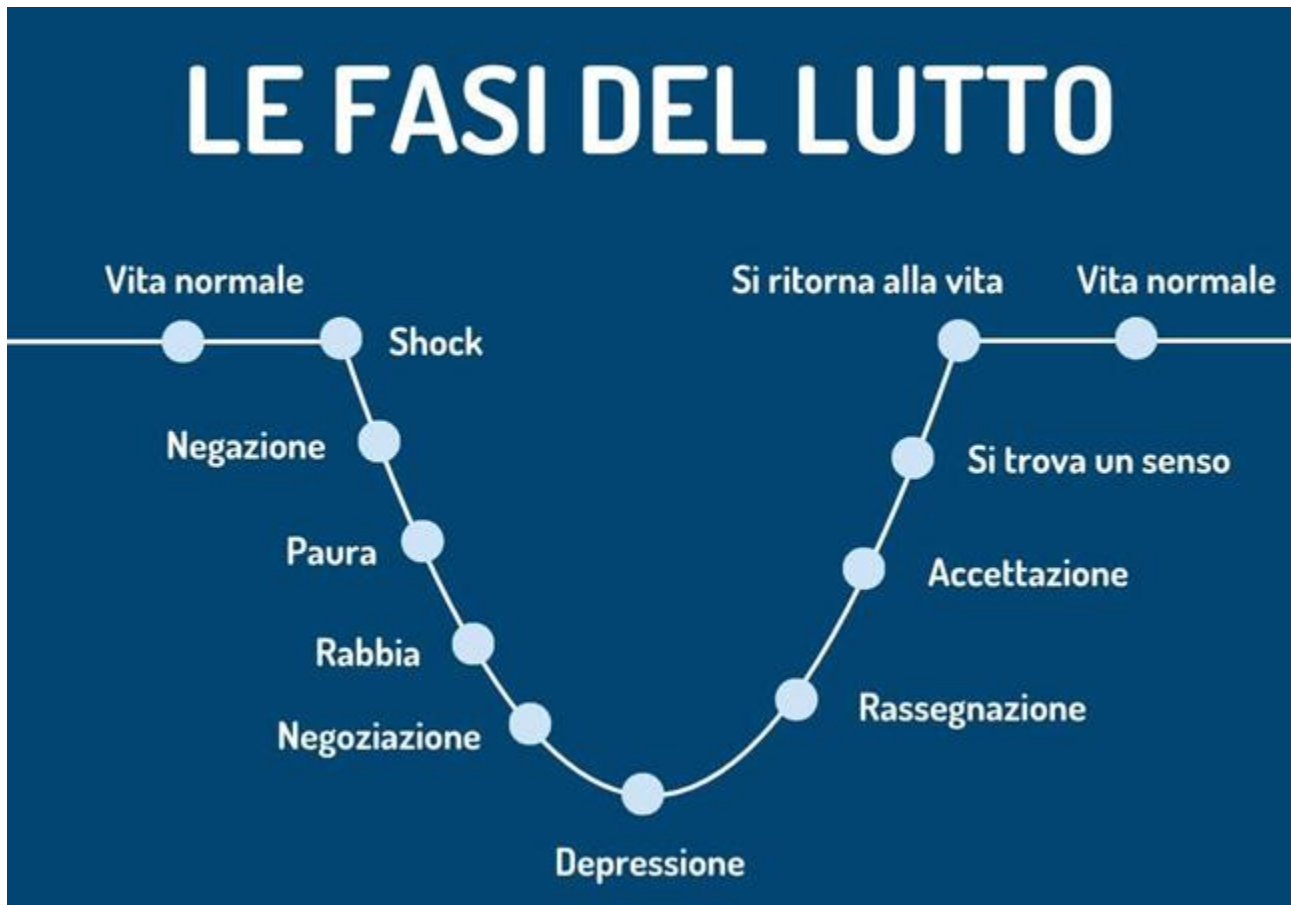 LE FASI DEL LUTTO
Vita normale
Shock
Negazione
Paura
Rabbia
Negoziazione
Depressione
Rassegnazione
Accettazione
Si trova un senso
Si ritorna alla vita
Vita normale